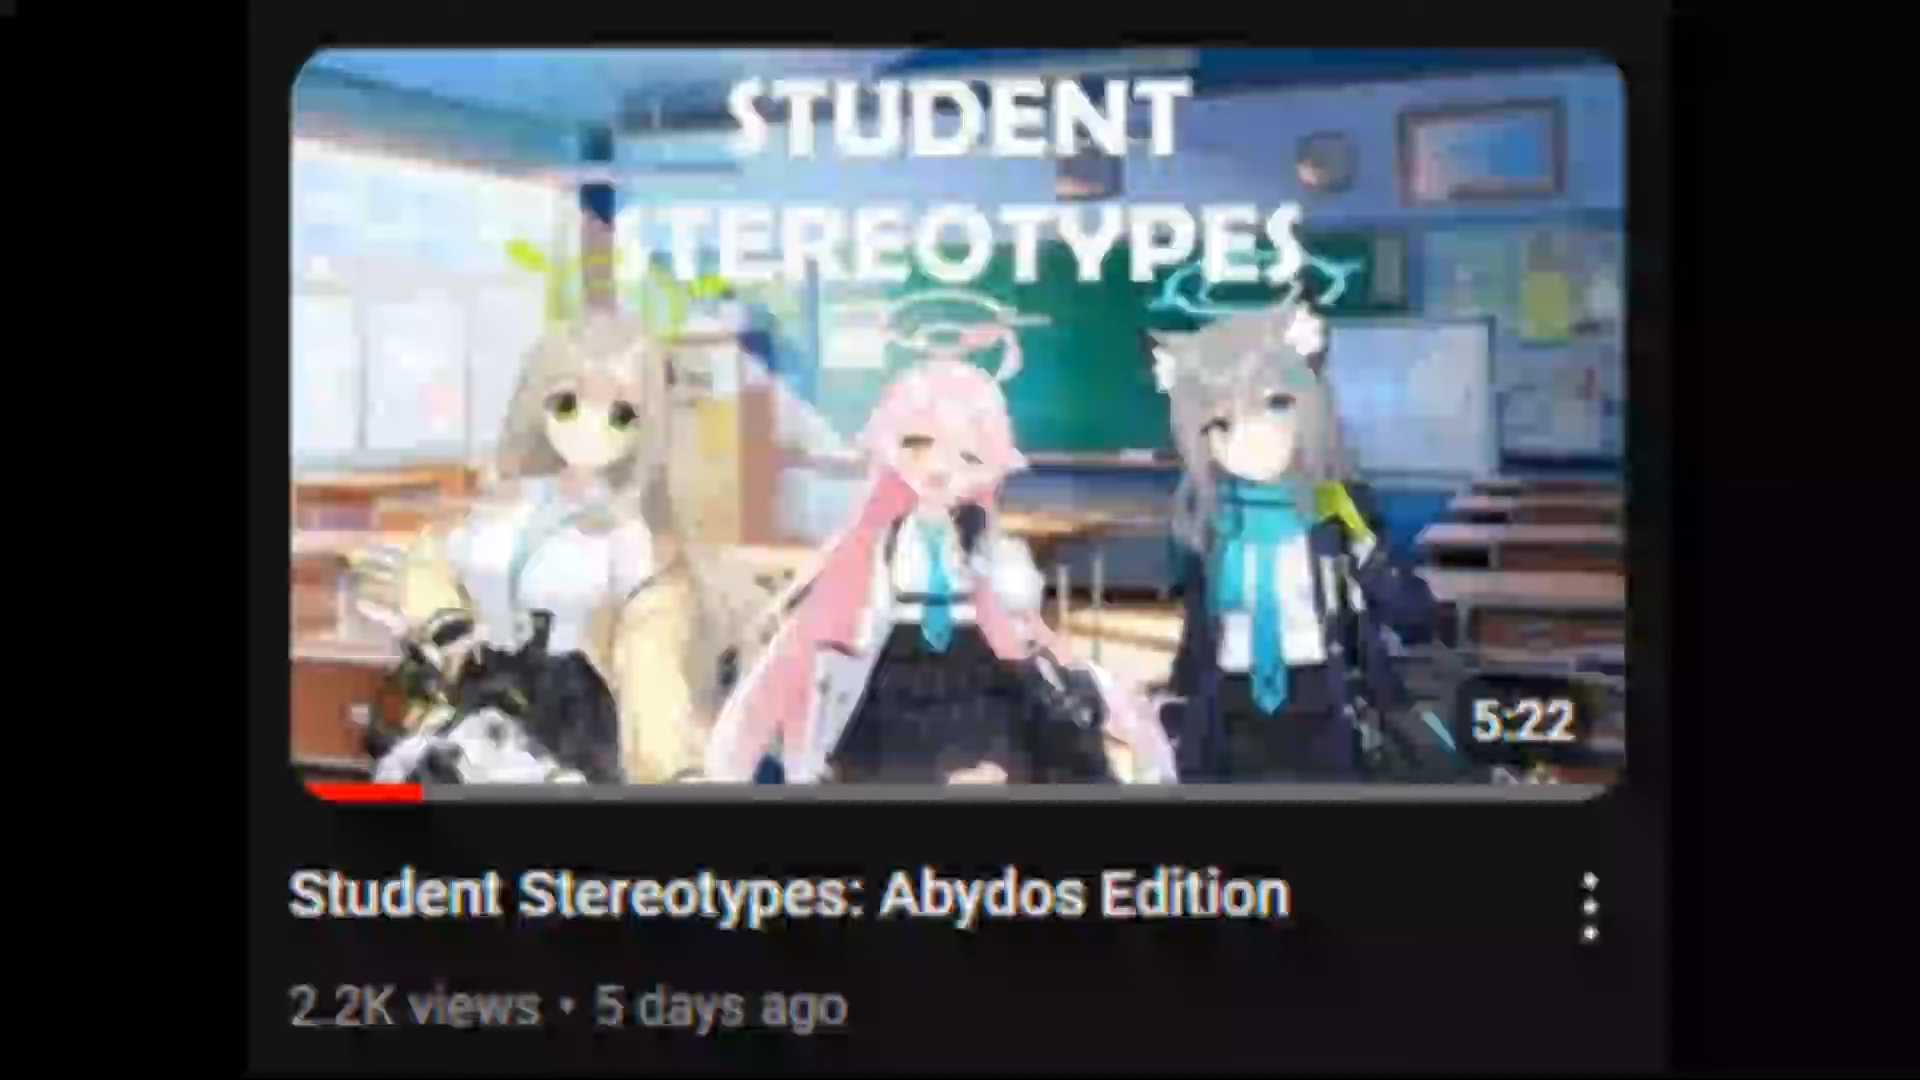 STUDENT
STEREOTYPES
5:22
Student Stereotypes: Abydos Edition
2.2K views • 5 days ago